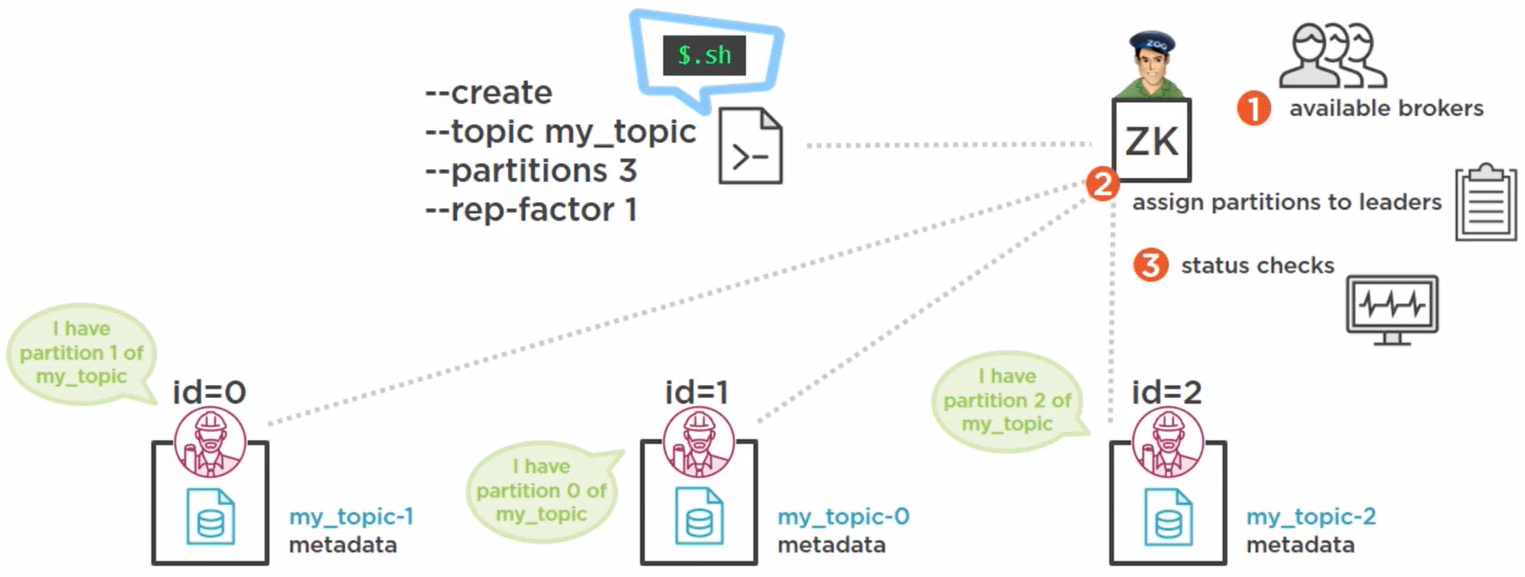 $.sh
--create
--topic my_topic
--partitions 3
--rep-factor 1
>-
ZOO
ZK
1 available brokers
2 assign partitions to leaders
3 status checks
I have
partition 1 of
my_topic
id=0
my_topic-1
metadata
I have
partition 0 of
my_topic
id=1
my_topic-0
metadata
I have
partition 2 of
my_topic
id=2
my_topic-2
metadata